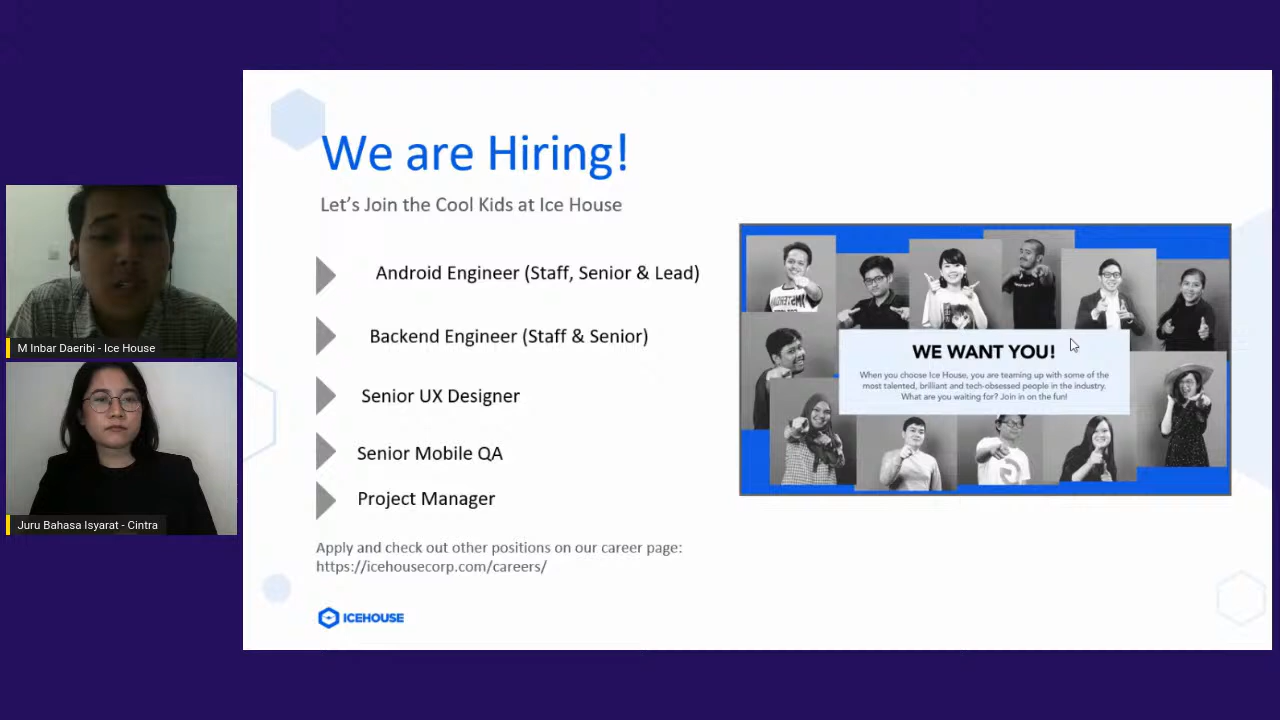 We are Hiring!
Let's Join the Cool Kids at Ice House
Android Engineer (Staff, Senior & Lead)
Backend Engineer (Staff & Senior)
Senior UX Designer
Senior Mobile QA
Project Manager
Apply and check out other positions on our career page:
https://icehousecorp.com/careers/
ICEHOUSE
WE WANT YOU!
When you choose Ice House, you are teaming up with some of the
most talented, brilliant and tech-obsessed people in the industry.
What are you waiting for? Join in on the fun!
M Inbar Daeribi - Ice House
Juru Bahasa Isyarat - Cintra